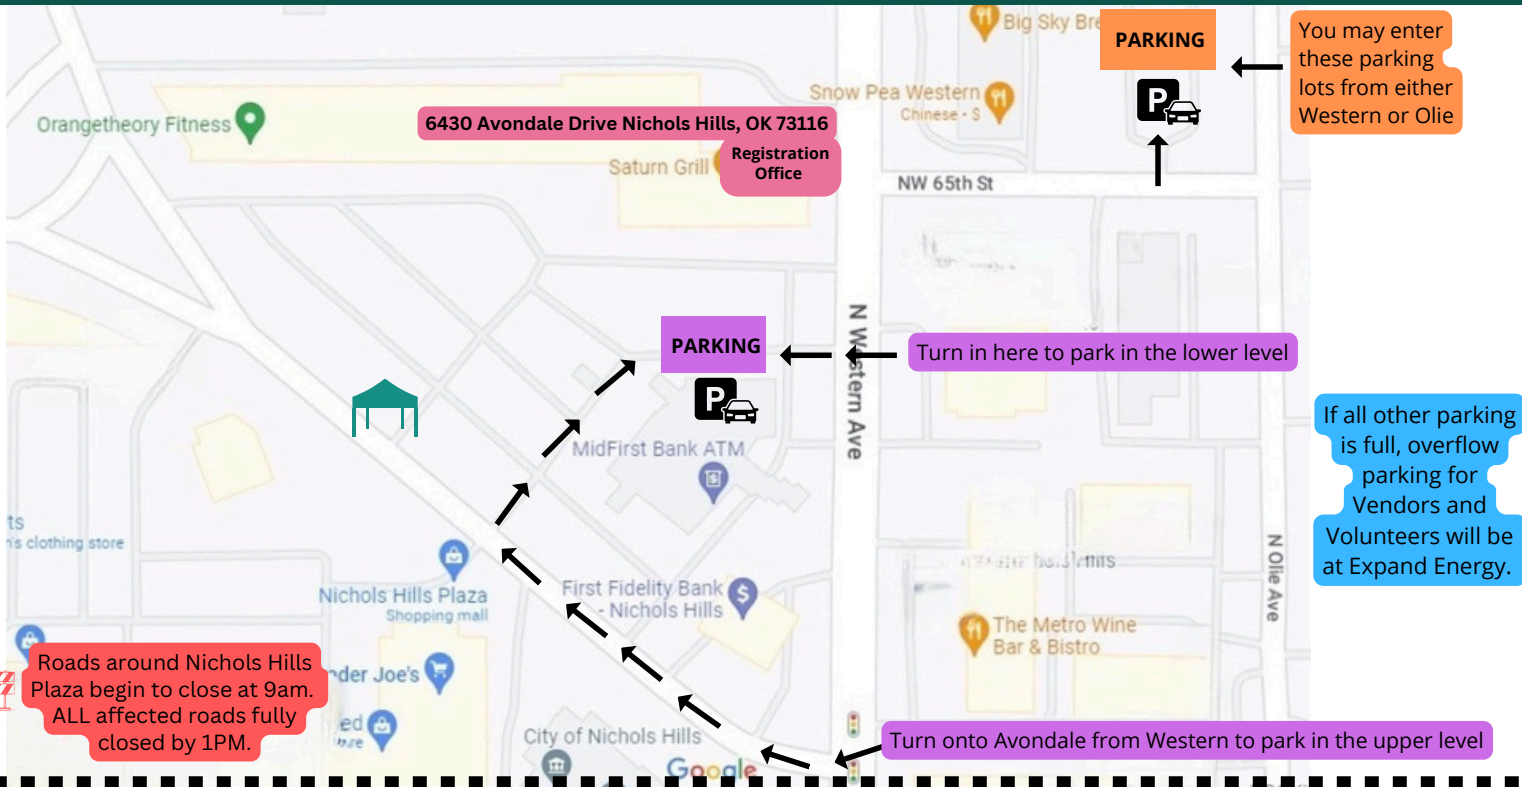 Big Sky Bre
PARKING
You may enter
these parking
lots from either
Western or Olie
P
Snow Pea Western
Chinese · $
Orangetheory Fitness
6430 Avondale Drive Nichols Hills, OK 73116
Registration
Office
Saturn Grill
NW 65th St
N Western Ave
PARKING
Turn in here to park in the lower level
P
MidFirst Bank ATM
If all other parking
is full, overflow
parking for
Vendors and
Volunteers will be
at Expand Energy.
ts
n's clothing store
N Olie Ave
Nichols Hills Plaza
Shopping mall
First Fidelity Bank
- Nichols Hills
$
The Metro Wine
Bar & Bistro
Roads around Nichols Hills
Plaza begin to close at 9am.
ALL affected roads fully
closed by 1PM.
der Joe's
ed
City of Nichols Hills
Turn onto Avondale from Western to park in the upper level
Google